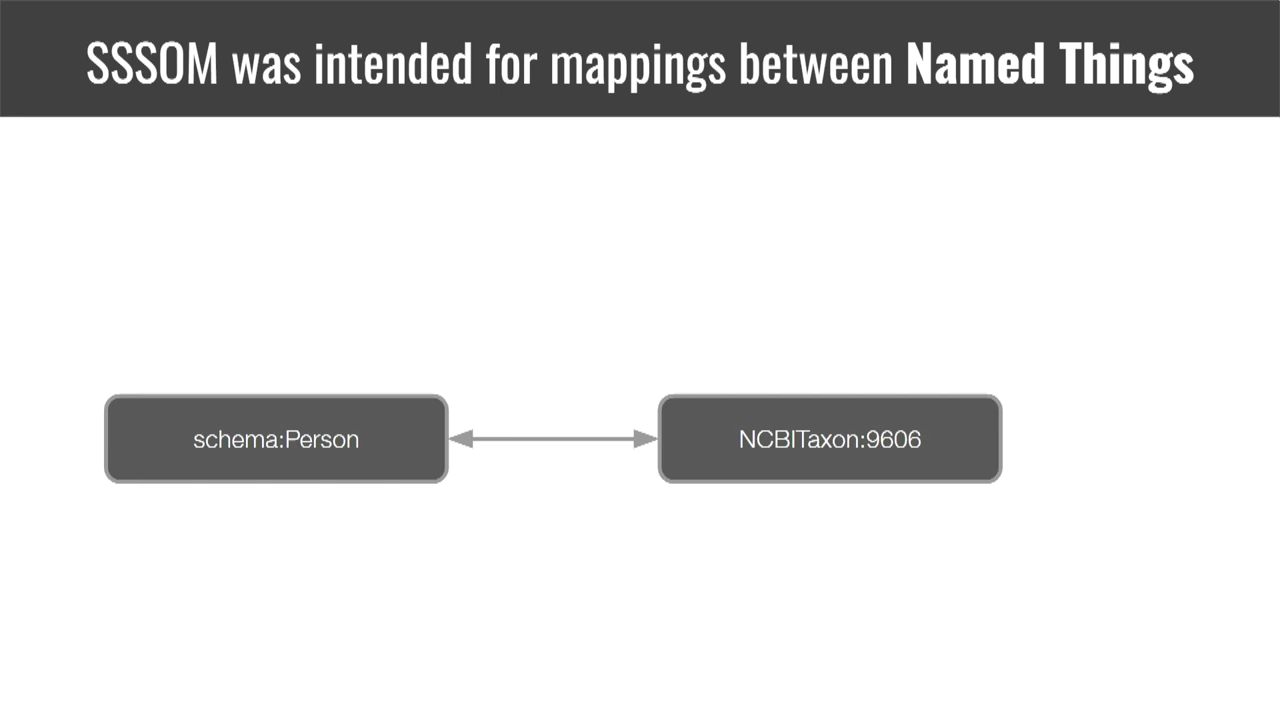 SSSOM was intended for mappings between Named Things
schema:Person
NCBITaxon:9606